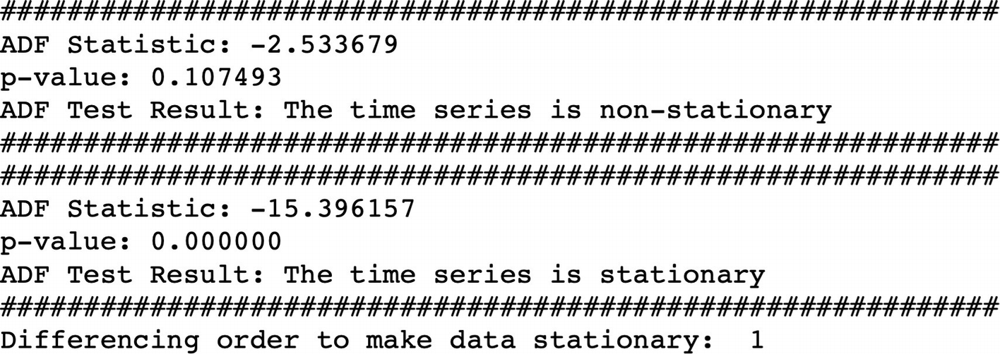 ############################################################
ADF Statistic: -2.533679
p-value: 0.107493
ADF Test Result: The time series is non-stationary
############################################################
############################################################
ADF Statistic: -15.396157
p-value: 0.000000
ADF Test Result: The time series is stationary
############################################################
Differencing order to make data stationary:  1